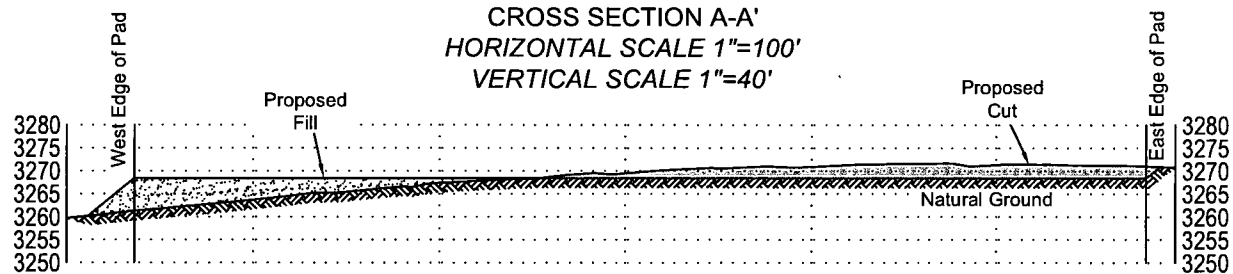 CROSS SECTION A-A'
HORIZONTAL SCALE 1"=100'
VERTICAL SCALE 1"=40'
West Edge of Pad
East Edge of Pad
Proposed
Fill
Proposed
Cut
3280
3275
3270
3265
3260
3255
3250
Natural Ground
3280
3275
3270
3265
3260
3255
3250